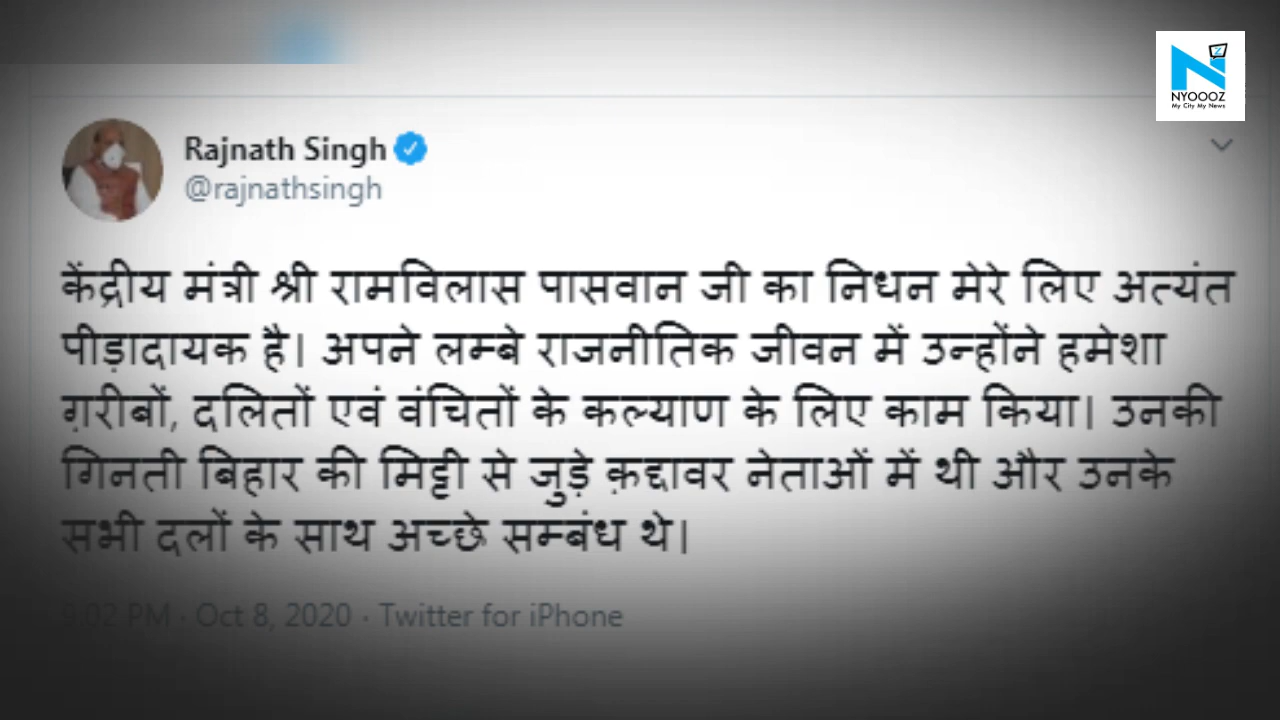 NYOOOZ
My City My News
Rajnath Singh
@rajnathsingh
केंद्रीय मंत्री श्री रामविलास पासवान जी का निधन मेरे लिए अत्यंत
पीड़ादायक है। अपने लम्बे राजनीतिक जीवन में उन्होंने हमेशा
ग़रीबों, दलितों एवं वंचितों के कल्याण के लिए काम किया। उनकी
गिनती बिहार की मिट्टी से जुड़े क़द्दावर नेताओं में थी और उनके
सभी दलों के साथ अच्छे सम्बंध थे।
9:02 PM · Oct 8, 2020 · Twitter for iPhone